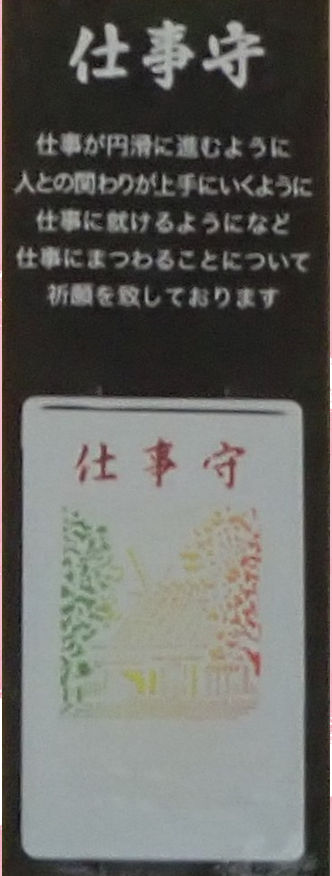 仕事守
仕事が円滑に進むように
人との関わりが上手にいくように
仕事に就けるようになど
仕事にまつわることについて
祈願を致しております
仕事守